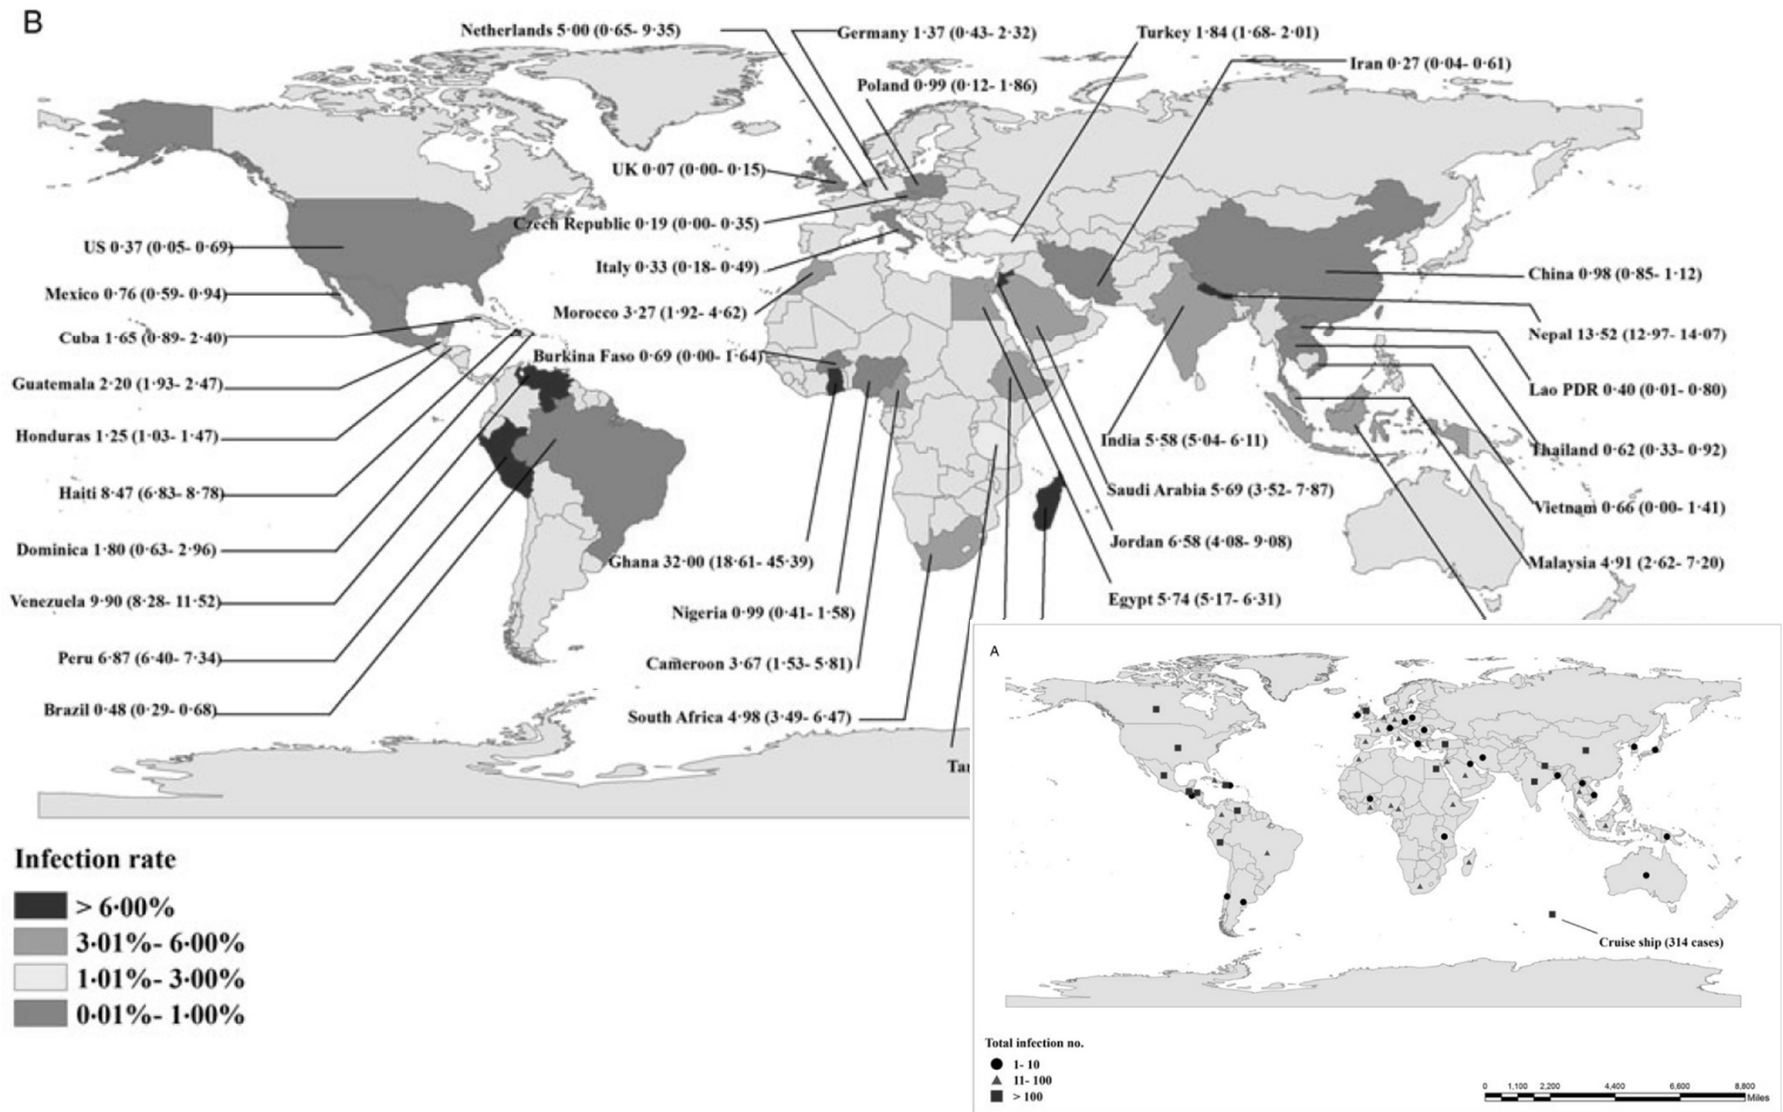 B
Netherlands 5·00 (0·65- 9·35)
Germany 1·37 (0·43- 2·32)
Turkey 1·84 (1·68- 2·01)
Iran 0·27 (0·04- 0·61)
Poland 0·99 (0·12- 1·86)
UK 0·07 (0·00- 0·15)
Czech Republic 0·19 (0·00- 0·35)
US 0·37 (0·05- 0·69)
Italy 0·33 (0·18- 0·49)
China 0·98 (0·85- 1·12)
Mexico 0·76 (0·59- 0·94)
Morocco 3·27 (1·92- 4·62)
Cuba 1·65 (0·89- 2·40)
Nepal 13·52 (12·97- 14·07)
Burkina Faso 0·69 (0·00- 1·64)
Guatemala 2·20 (1·93- 2·47)
Lao PDR 0·40 (0·01- 0·80)
Honduras 1·25 (1·03- 1·47)
India 5·58 (5·04- 6·11)
Thailand 0·62 (0·33- 0·92)
Haiti 8·47 (6·83- 8·78)
Saudi Arabia 5·69 (3·52- 7·87)
Vietnam 0·66 (0·00- 1·41)
Dominica 1·80 (0·63- 2·96)
Jordan 6·58 (4·08- 9·08)
Ghana 32·00 (18·61- 45·39)
Malaysia 4·91 (2·62- 7·20)
Venezuela 9·90 (8·28- 11·52)
Egypt 5·74 (5·17- 6·31)
Nigeria 0·99 (0·41- 1·58)
Peru 6·87 (6·40- 7·34)
Cameroon 3·67 (1·53- 5·81)
Brazil 0·48 (0·29- 0·68)
South Africa 4·98 (3·49- 6·47)
Infection rate
> 6·00%
3·01%- 6·00%
1·01%- 3·00%
0·01%- 1·00%
A
Cruise ship (314 cases)
Total infection no.
1- 10
11- 100
> 100
0 1,100 2,200 4,400 6,600 8,800
Miles